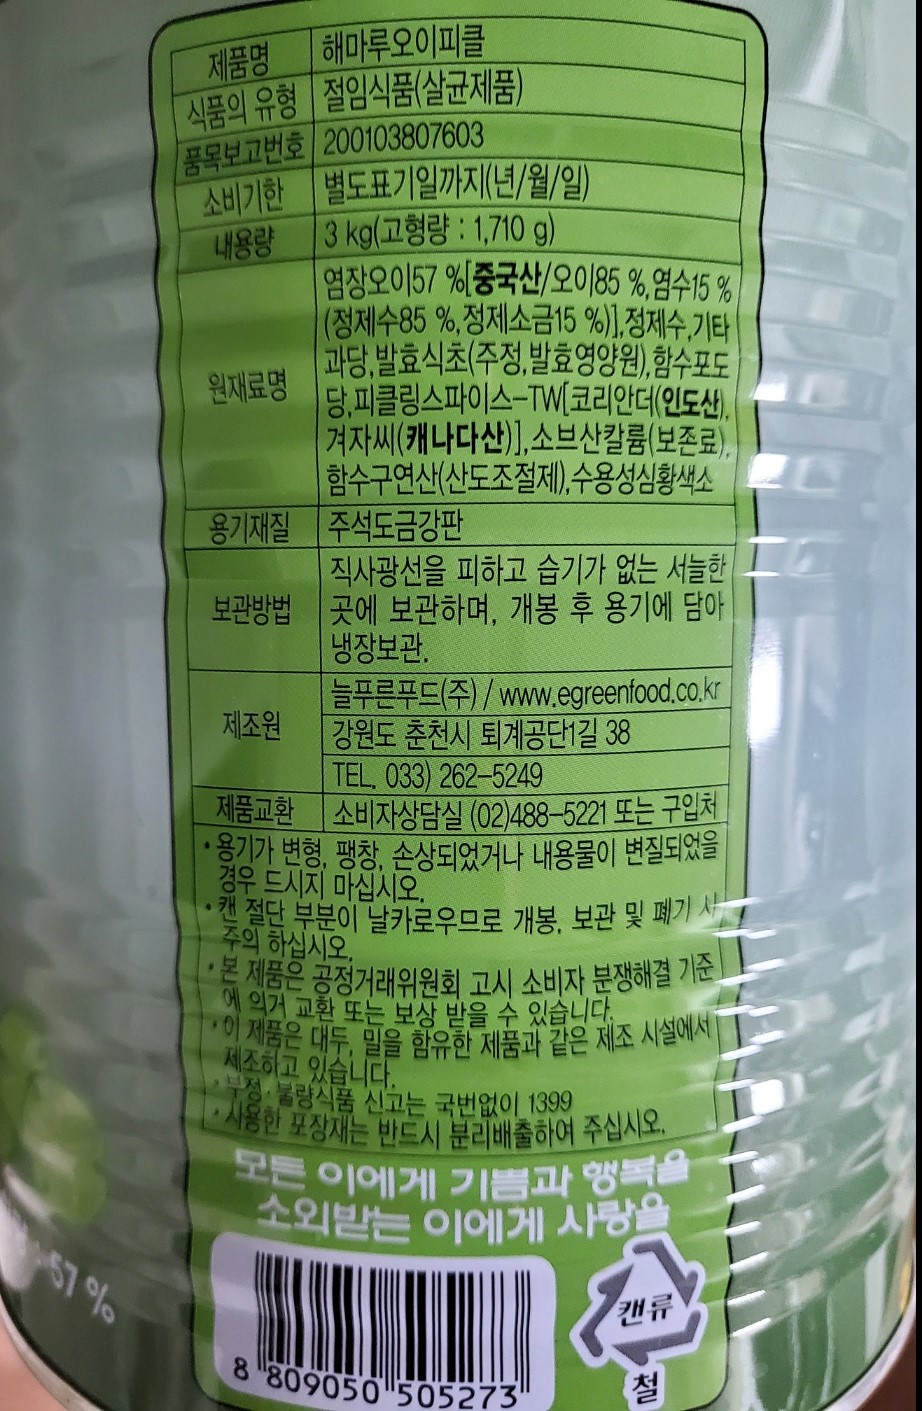 제품명 해마루오이피클
식품의 유형 절임식품(살균제품)
품목보고번호 200103807603
소비기한 별도표기일까지(년/월/일)
내용량 3 kg(고형량 : 1,710 g)
원재료명 염장오이57 %[중국산/오이85 %,염수15 %
(정제수85 %,정제소금15 %)],정제수,기타
과당,발효식초(주정,발효영양원),함수포도
당,피클링스파이스-TW[코리안더(인도산),
겨자씨(캐나다산)],소브산칼륨(보존료),
함수구연산(산도조절제),수용성심황색소
용기재질 주석도금강판
보관방법 직사광선을 피하고 습기가 없는 서늘한
곳에 보관하며, 개봉 후 용기에 담아
냉장보관.
제조원 늘푸른푸드(주) / www.egreenfood.co.kr
강원도 춘천시 퇴계공단1길 38
TEL. 033) 262-5249
제품교환 소비자상담실 (02)488-5221 또는 구입처
• 용기가 변형, 팽창, 손상되었거나 내용물이 변질되었을
경우 드시지 마십시오.
• 캔 절단 부분이 날카로우므로 개봉, 보관 및 폐기 시
주의 하십시오.
• 본 제품은 공정거래위원회 고시 소비자 분쟁해결 기준
에 의거 교환 또는 보상 받을 수 있습니다.
• 이 제품은 대두, 밀을 함유한 제품과 같은 제조 시설에서
제조하고 있습니다.
• 부정·불량식품 신고는 국번없이 1399
• 사용한 포장재는 반드시 분리배출하여 주십시오.
모든 이에게 기쁨과 행복을
소외받는 이에게 사랑을
캔류
철
57 %
8 809050 505273